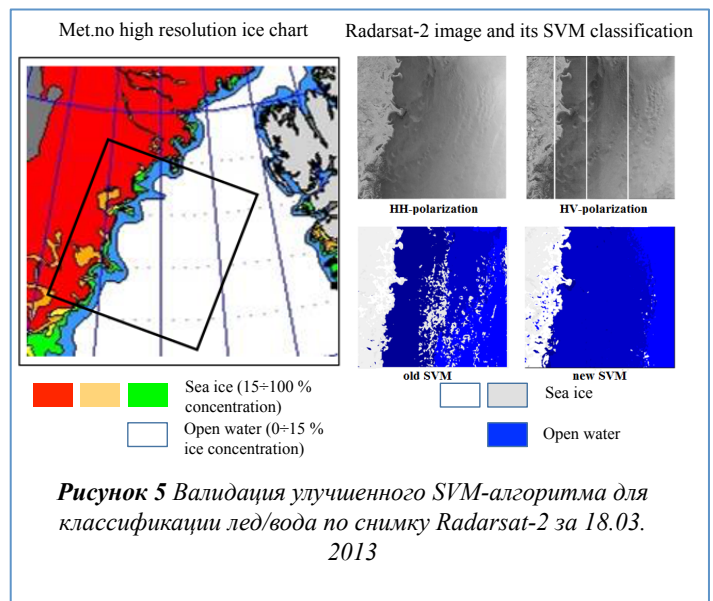 Met.no high resolution ice chart
Radarsat-2 image and its SVM classification
HH-polarization
HV-polarization
old SVM
new SVM
Sea ice (15÷100 %
concentration)
Open water (0÷15 %
ice concentration)
Sea ice
Open water
Рисунок 5 Валидация улучшенного SVM-алгоритма для
классификации лед/вода по снимку Radarsat-2 за 18.03.
2013